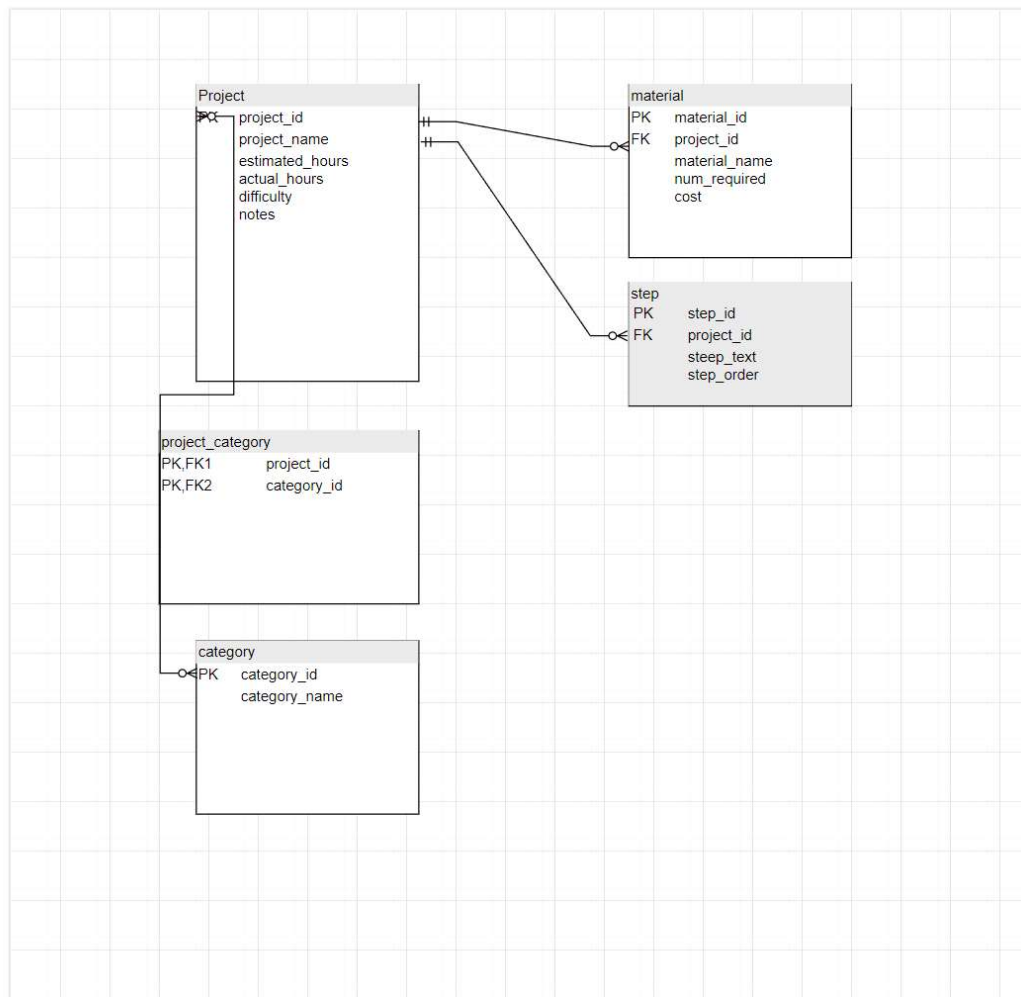 Project
project_id
project_name
estimated_hours
actual_hours
difficulty
notes
material
PK material_id
FK project_id
material_name
num_required
cost
step
PK step_id
FK project_id
steep_text
step_order
project_category
PK,FK1 project_id
PK,FK2 category_id
category
PK category_id
category_name